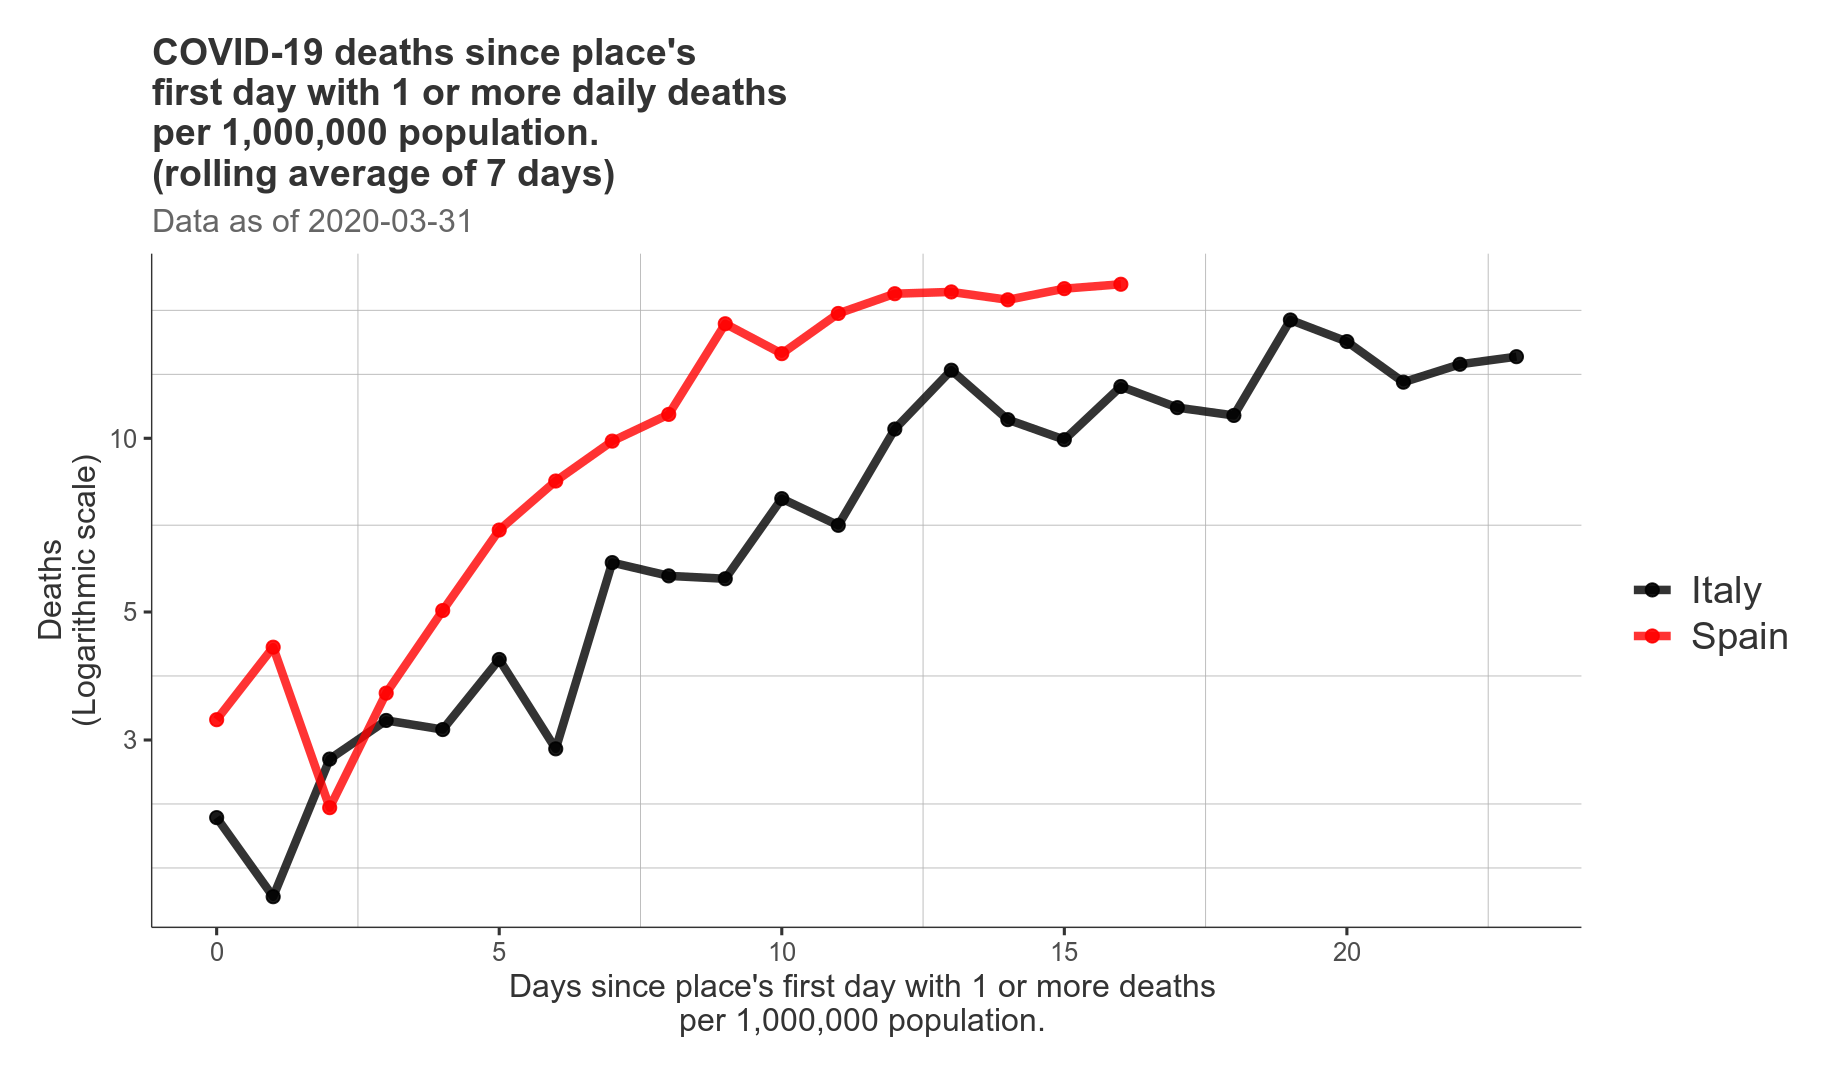 COVID-19 deaths since place's
first day with 1 or more daily deaths
per 1,000,000 population.
(rolling average of 7 days)
Data as of 2020-03-31
Deaths
(Logarithmic scale)
10
5
3
0
5
10
15
20
Days since place's first day with 1 or more deaths
per 1,000,000 population.
Italy
Spain